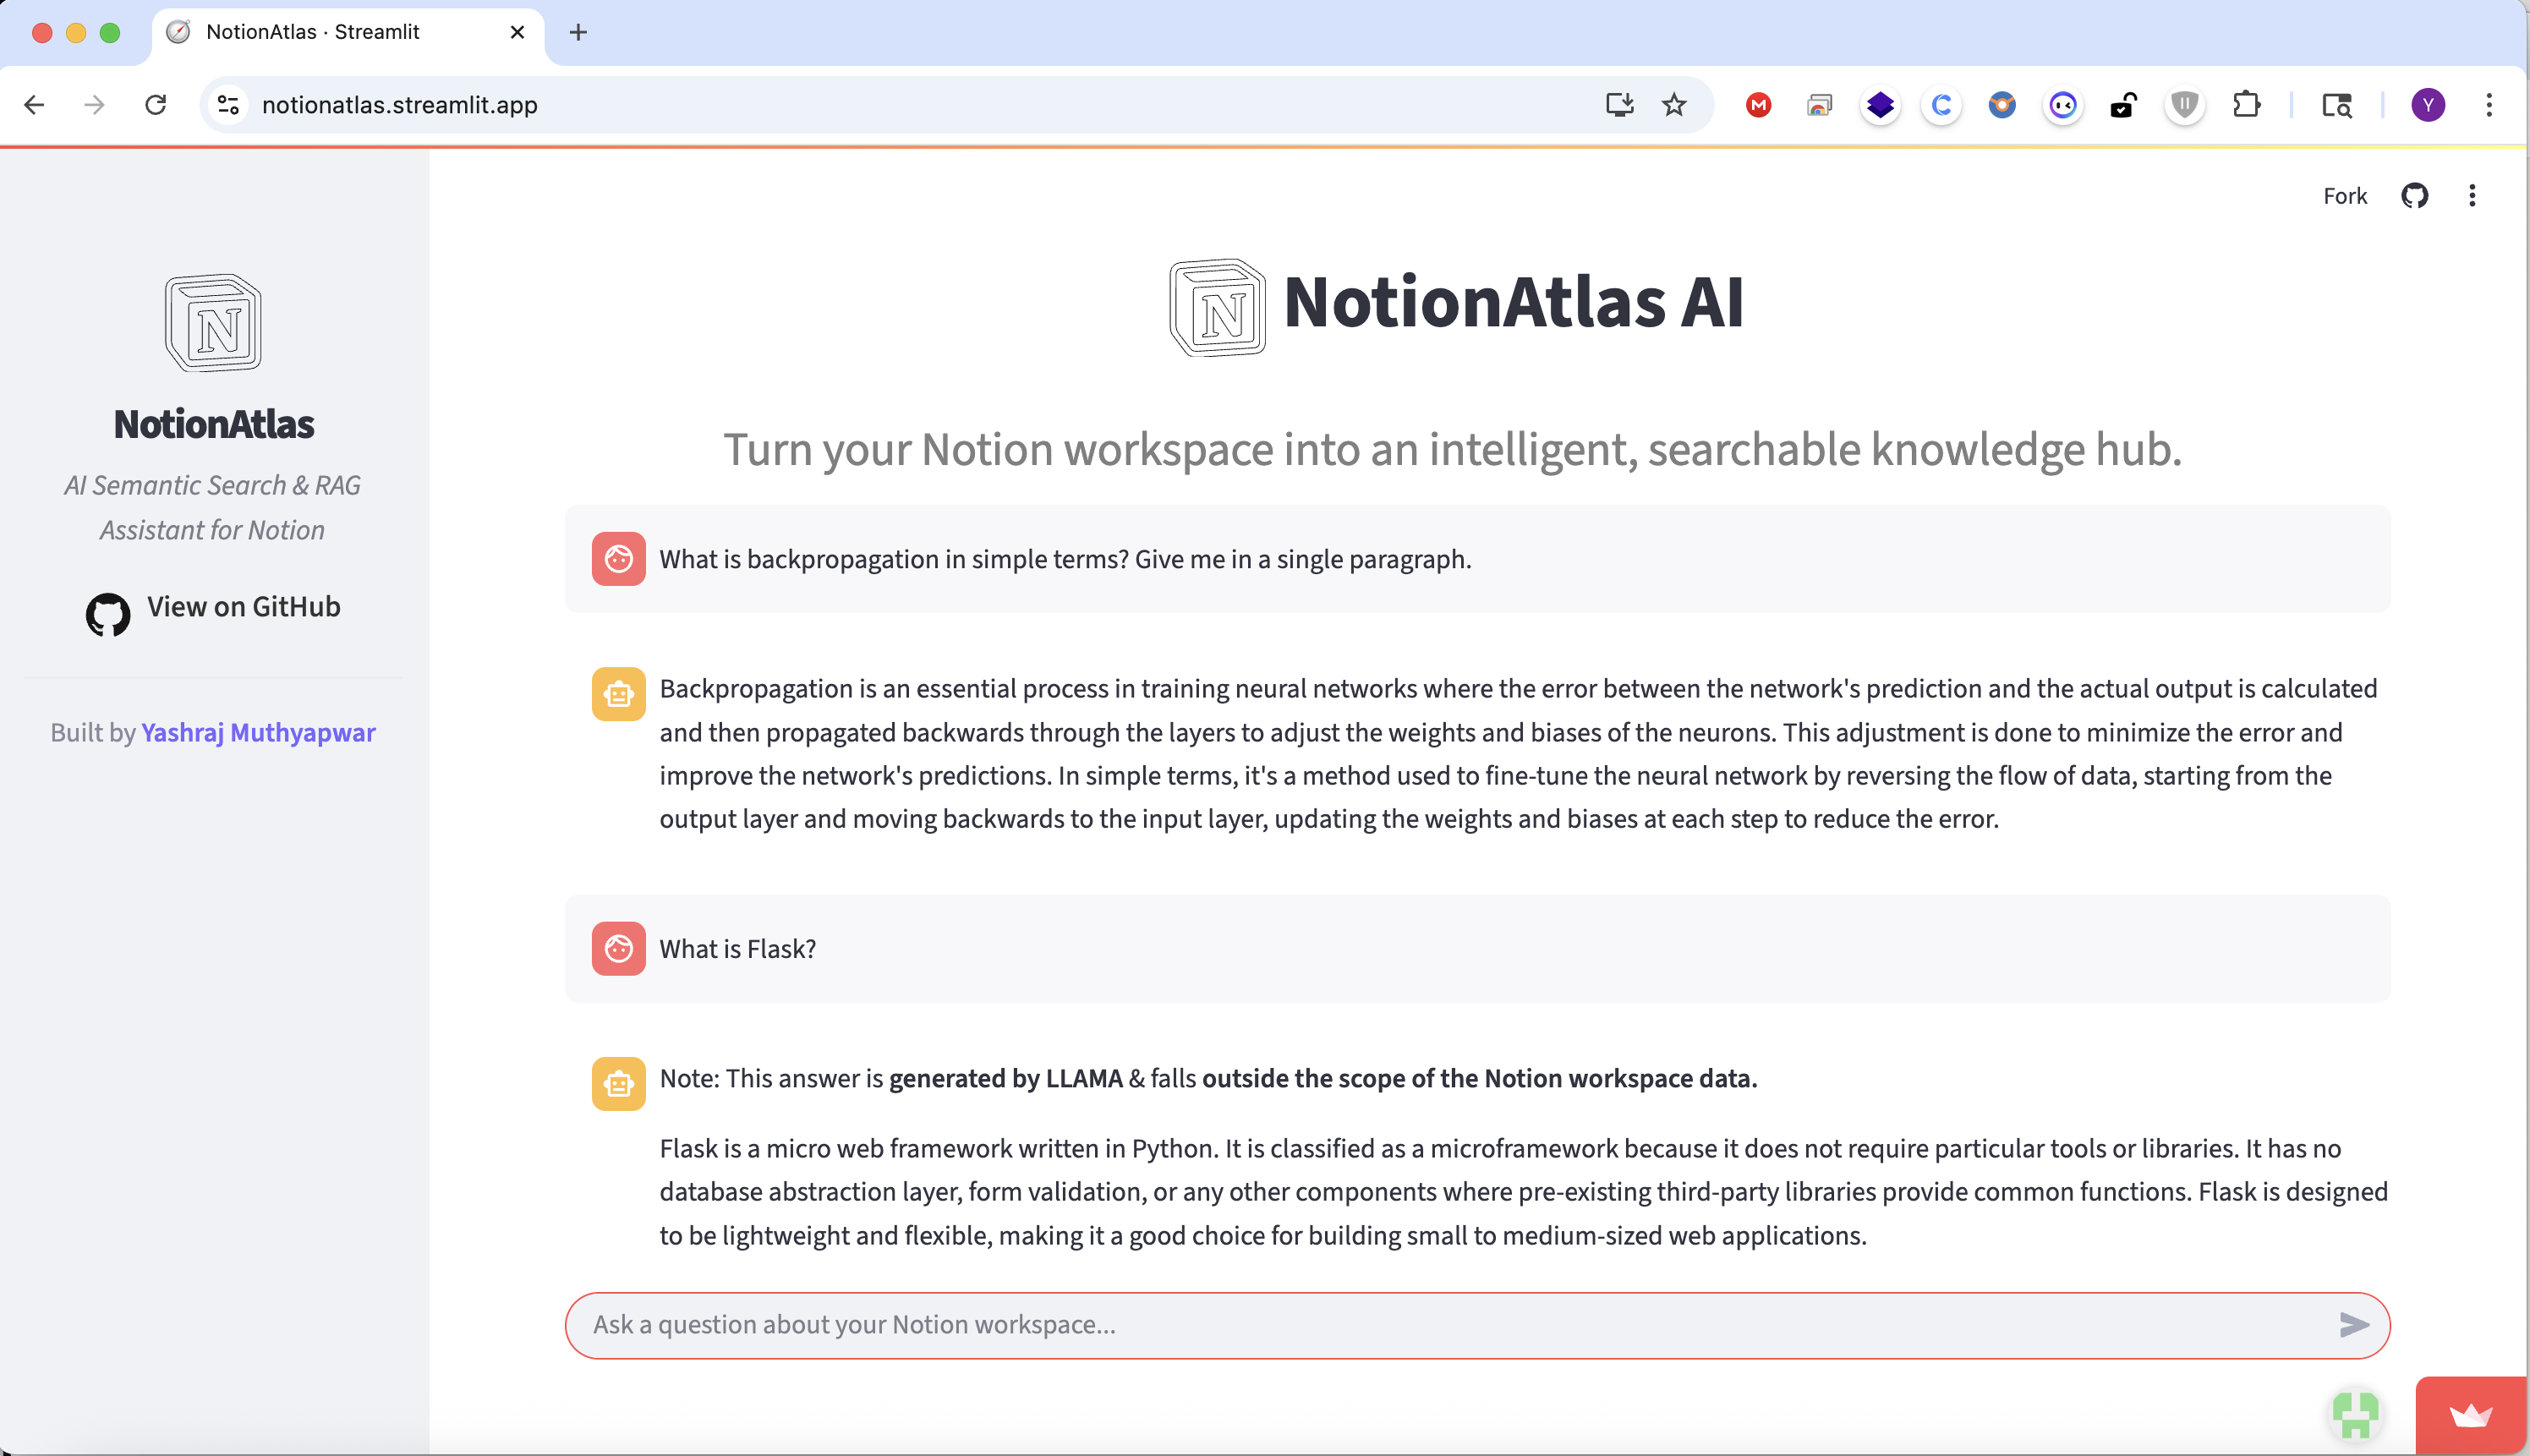 NotionAtlas · Streamlit
notionatlas.streamlit.app
Y
Fork
N
NotionAtlas
AI Semantic Search & RAG
Assistant for Notion
View on GitHub
Built by Yashraj Muthyapwar
N
NotionAtlas AI
Turn your Notion workspace into an intelligent, searchable knowledge hub.
What is backpropagation in simple terms? Give me in a single paragraph.
Backpropagation is an essential process in training neural networks where the error between the network's prediction and the actual output is calculated
and then propagated backwards through the layers to adjust the weights and biases of the neurons. This adjustment is done to minimize the error and
improve the network's predictions. In simple terms, it's a method used to fine-tune the neural network by reversing the flow of data, starting from the
output layer and moving backwards to the input layer, updating the weights and biases at each step to reduce the error.
What is Flask?
Note: This answer is generated by LLAMA & falls outside the scope of the Notion workspace data.
Flask is a micro web framework written in Python. It is classified as a microframework because it does not require particular tools or libraries. It has no
database abstraction layer, form validation, or any other components where pre-existing third-party libraries provide common functions. Flask is designed
to be lightweight and flexible, making it a good choice for building small to medium-sized web applications.
Ask a question about your Notion workspace...